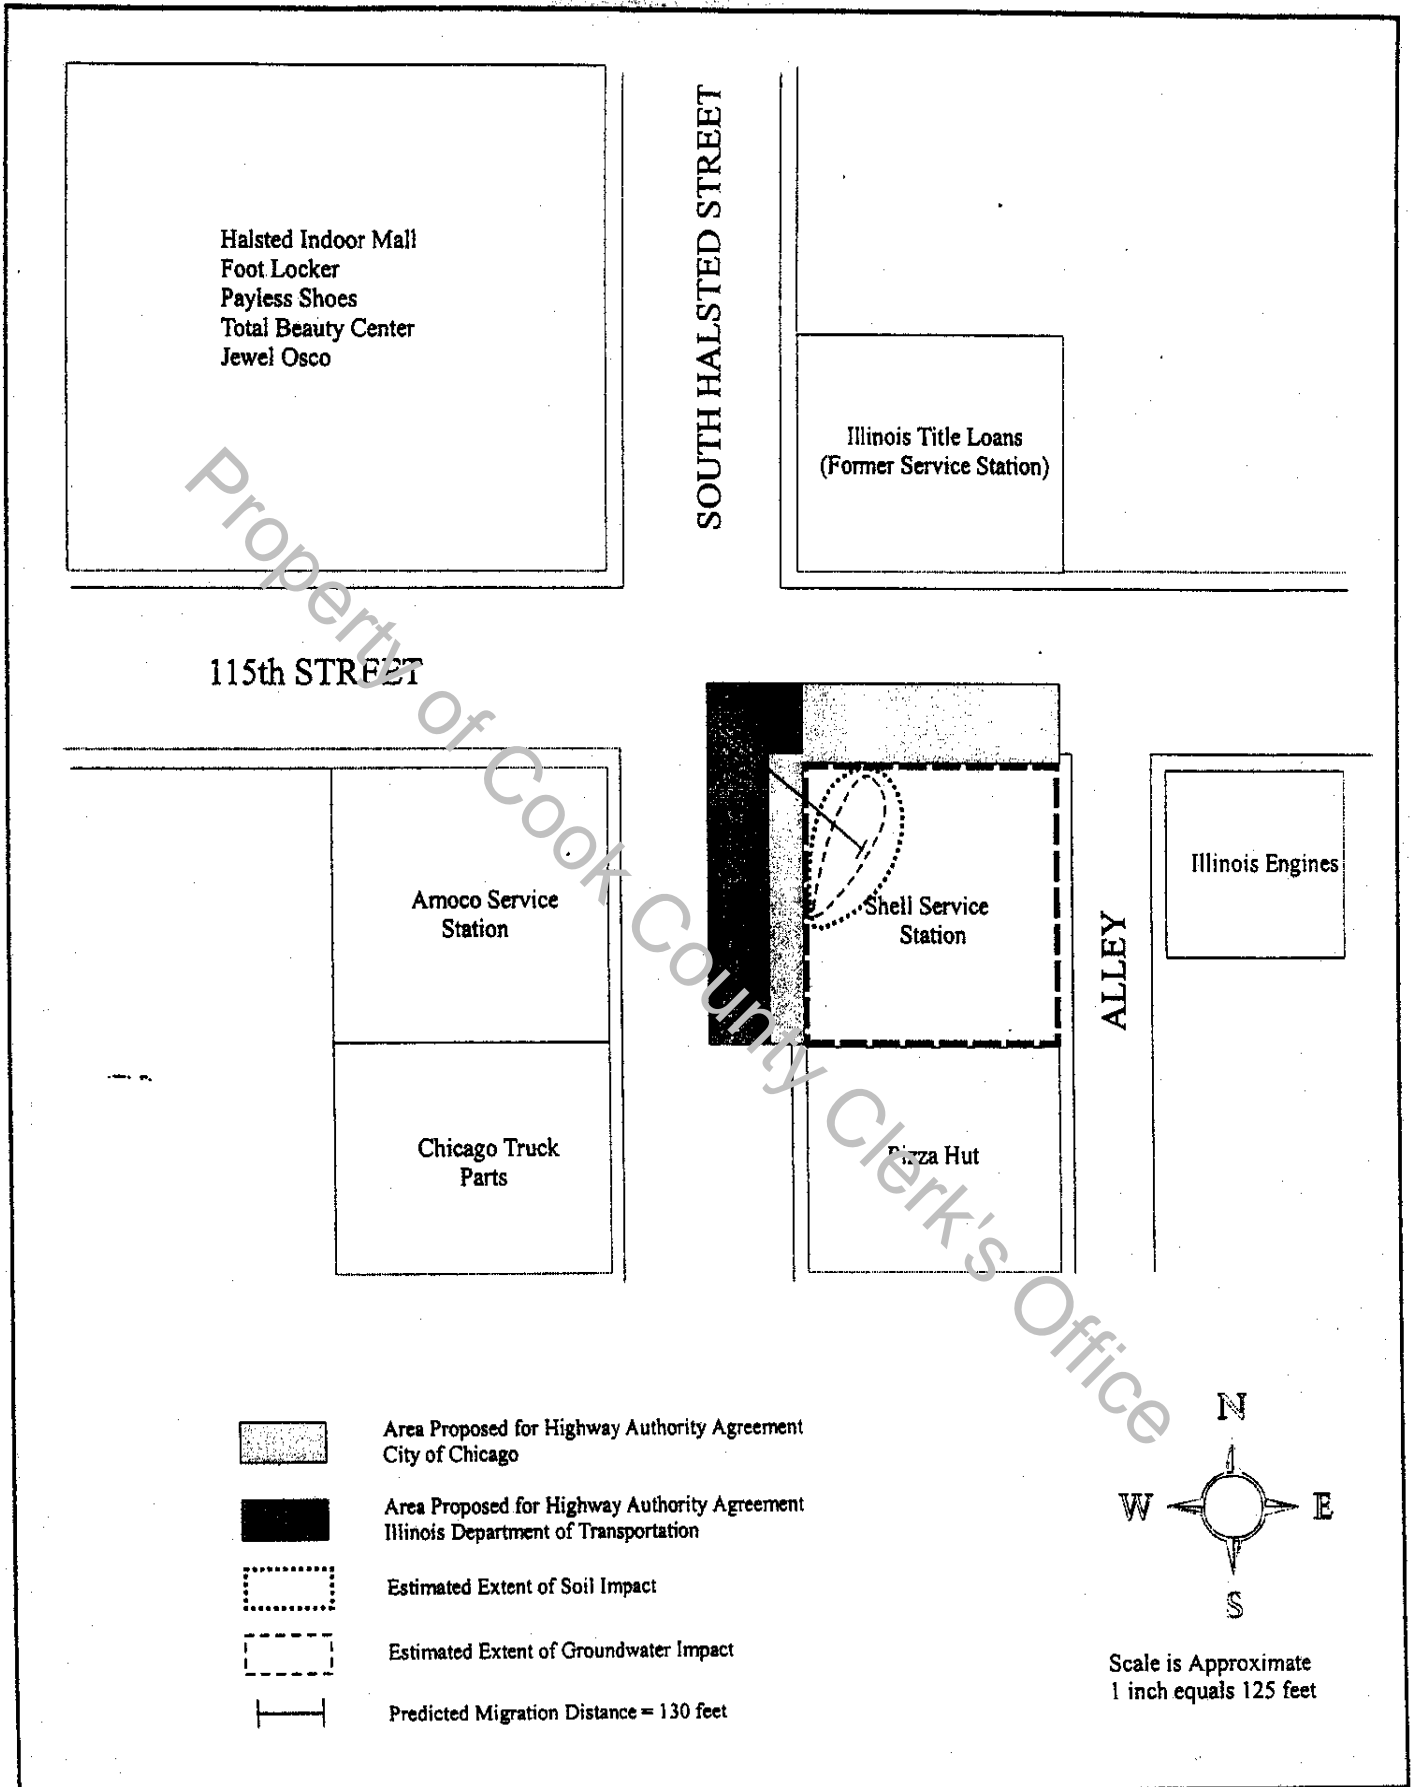 Halsted Indoor Mall
Foot Locker
Payless Shoes
Total Beauty Center
Jewel Osco
SOUTH HALSTED STREET
Illinois Title Loans
(Former Service Station)
115th STREET
Amoco Service
Station
Shell Service
Station
Illinois Engines
ALLEY
Chicago Truck
Parts
Pizza Hut
Property of Cook County Clerk's Office
Area Proposed for Highway Authority Agreement
City of Chicago
Area Proposed for Highway Authority Agreement
Illinois Department of Transportation
Estimated Extent of Soil Impact
Estimated Extent of Groundwater Impact
Predicted Migration Distance = 130 feet
N
W E
S
Scale is Approximate
1 inch equals 125 feet